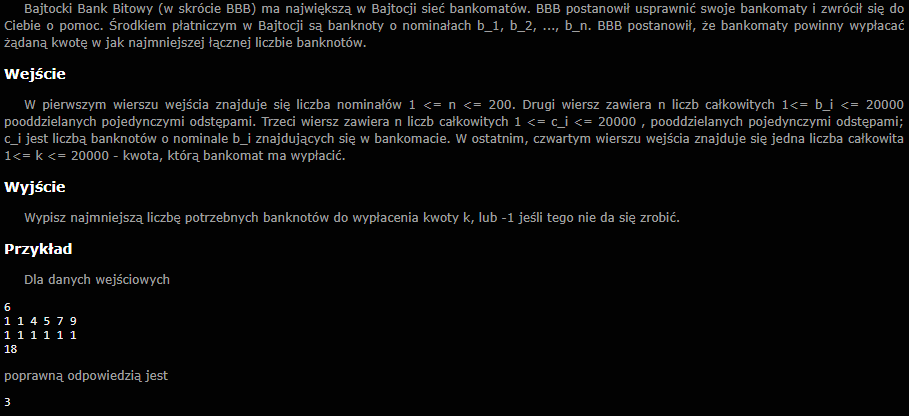 Bajtocki Bank Bitowy (w skrócie BBB) ma największą w Bajtocji sieć bankomatów. BBB postanowił usprawnić swoje bankomaty i zwrócił się do
Ciebie o pomoc. Środkiem płatniczym w Bajtocji są banknoty o nominałach b_1, b_2, ..., b_n. BBB postanowił, że bankomaty powinny wypłacać
żądaną kwotę w jak najmniejszej łącznej liczbie banknotów.
Wejście
W pierwszym wierszu wejścia znajduje się liczba nominałów 1 <= n <= 200. Drugi wiersz zawiera n liczb całkowitych 1<= b_i <= 20000
pooddzielanych pojedynczymi odstępami. Trzeci wiersz zawiera n liczb całkowitych 1 <= c_i <= 20000 , pooddzielanych pojedynczymi odstępami;
c_i jest liczbą banknotów o nominale b_i znajdujących się w bankomacie. W ostatnim, czwartym wierszu wejścia znajduje się jedna liczba całkowita
1<= k <= 20000 - kwota, którą bankomat ma wypłacić.
Wyjście
Wypisz najmniejszą liczbę potrzebnych banknotów do wypłacenia kwoty k, lub -1 jeśli tego nie da się zrobić.
Przykład
Dla danych wejściowych
6
1 1 4 5 7 9
1 1 1 1 1 1
18
poprawną odpowiedzią jest
3